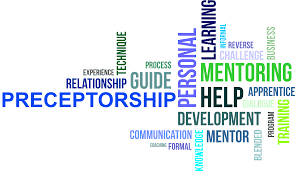 PRECEPTORSHIP
EXPERIENCE
RELATIONSHIP
TECHNIQUE
PROCESS
GUIDE
COMMUNICATION
COACHING
FORMAL
PERSONAL
KNOWLEDGE
LEARNING
INFORMAL
REVERSE
CHALLENGE
BUSINESS
MENTORING
HELP
APPRENTICE
DIALOGUE
DEVELOPMENT
MENTOR
BLENDED
PROGRAM
TRAINING